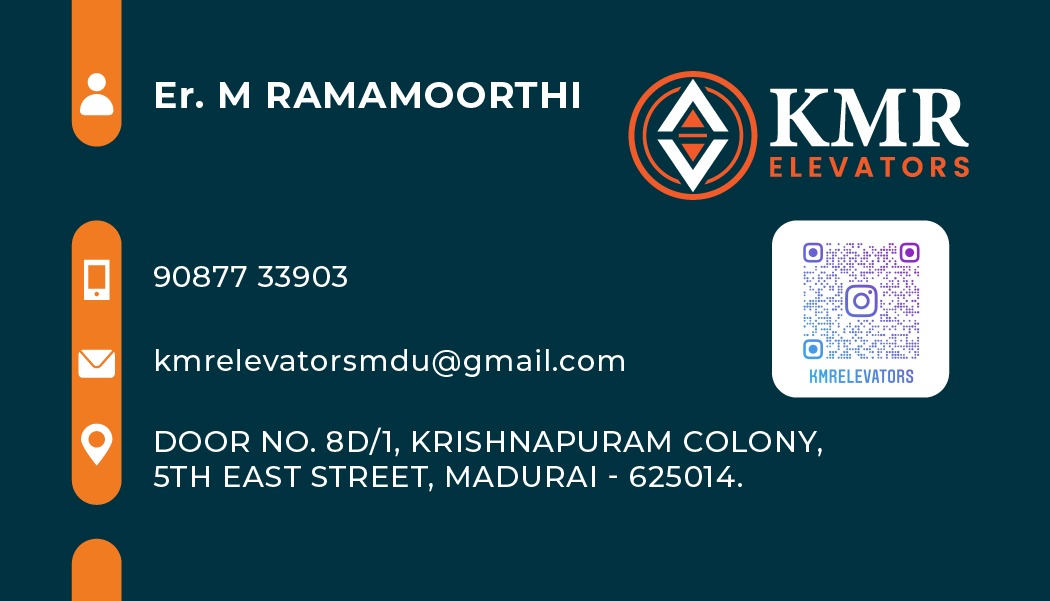 Er. M RAMAMOORTHI
KMR
ELEVATORS
90877 33903
kmrelevatorsmdu@gmail.com
KMRELEVATORS
DOOR NO. 8D/1, KRISHNAPURAM COLONY,
5TH EAST STREET, MADURAI - 625014.